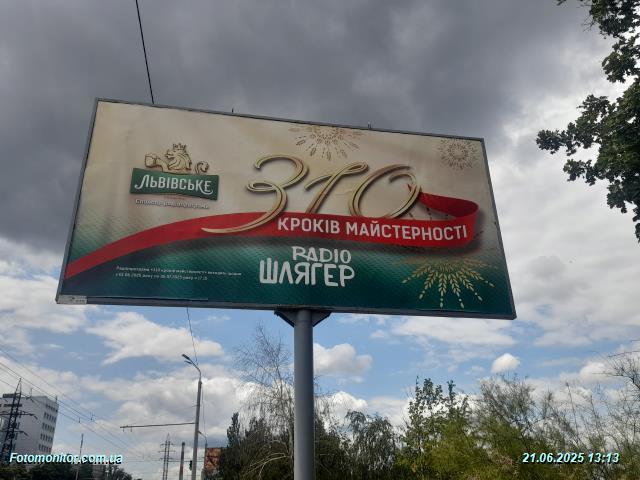 ЛЬВІВСЬКЕ
310
КРОКІВ МАЙСТЕРНОСТІ
RADIO
ШЛЯГЕР
Fotomonitor.com.ua
21.06.2025 13:13